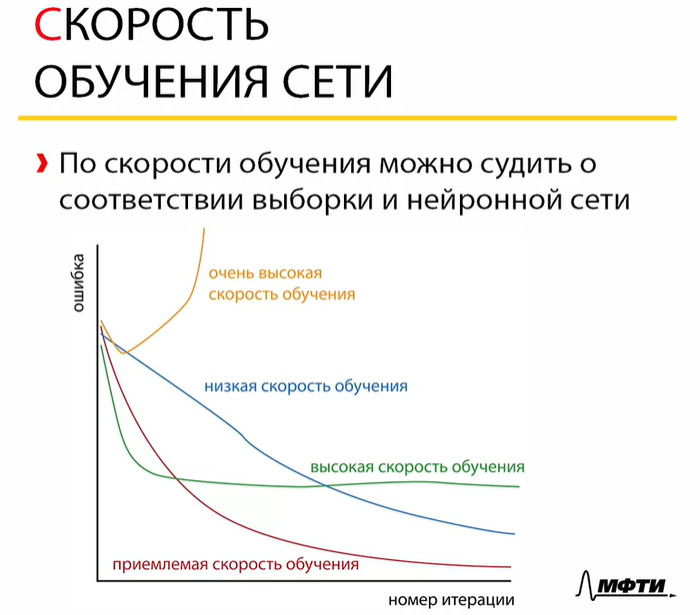 СКОРОСТЬ
ОБУЧЕНИЯ СЕТИ
По скорости обучения можно судить о
соответствии выборки и нейронной сети
ошибка
очень высокая
скорость обучения
низкая скорость обучения
высокая скорость обучения
приемлемая скорость обучения
номер итерации
МФТИ